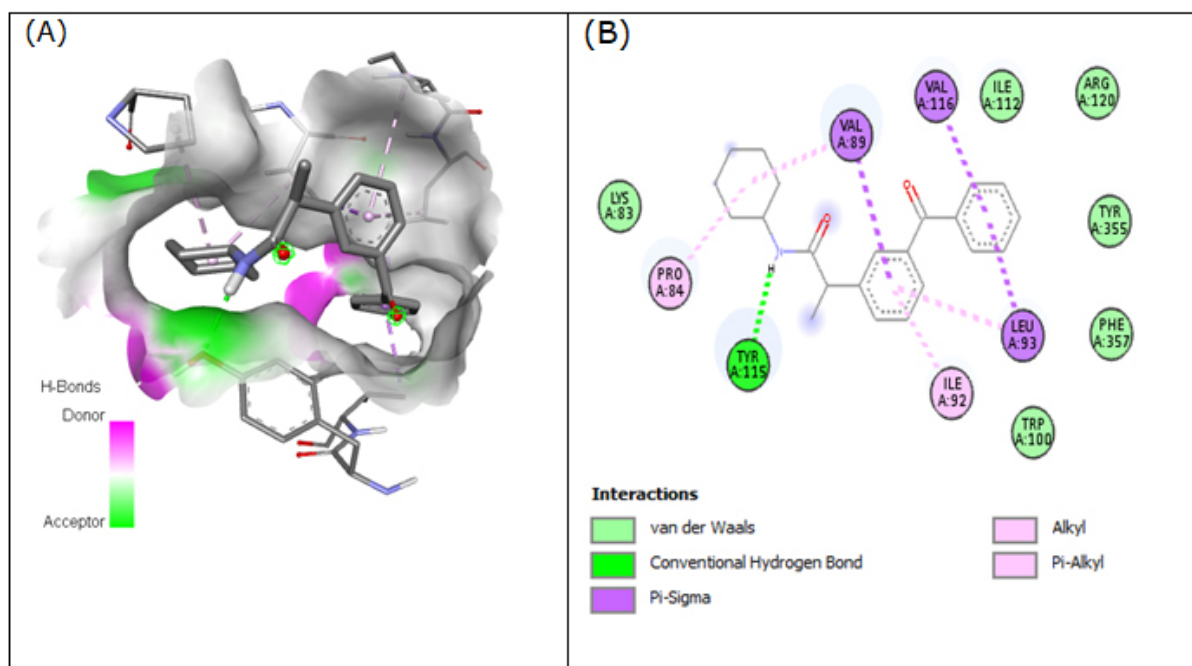 (A)
H-Bonds
Donor
Acceptor
(B)
VAL
A:116
ILE
A:112
ARG
A:120
VAL
A:89
LYS
A:83
O
O
TYR
A:355
N
H
PRO
A:84
LEU
A:93
PHE
A:357
TYR
A:115
ILE
A:92
TRP
A:100
Interactions
van der Waals
Conventional Hydrogen Bond
Pi-Sigma
Alkyl
Pi-Alkyl